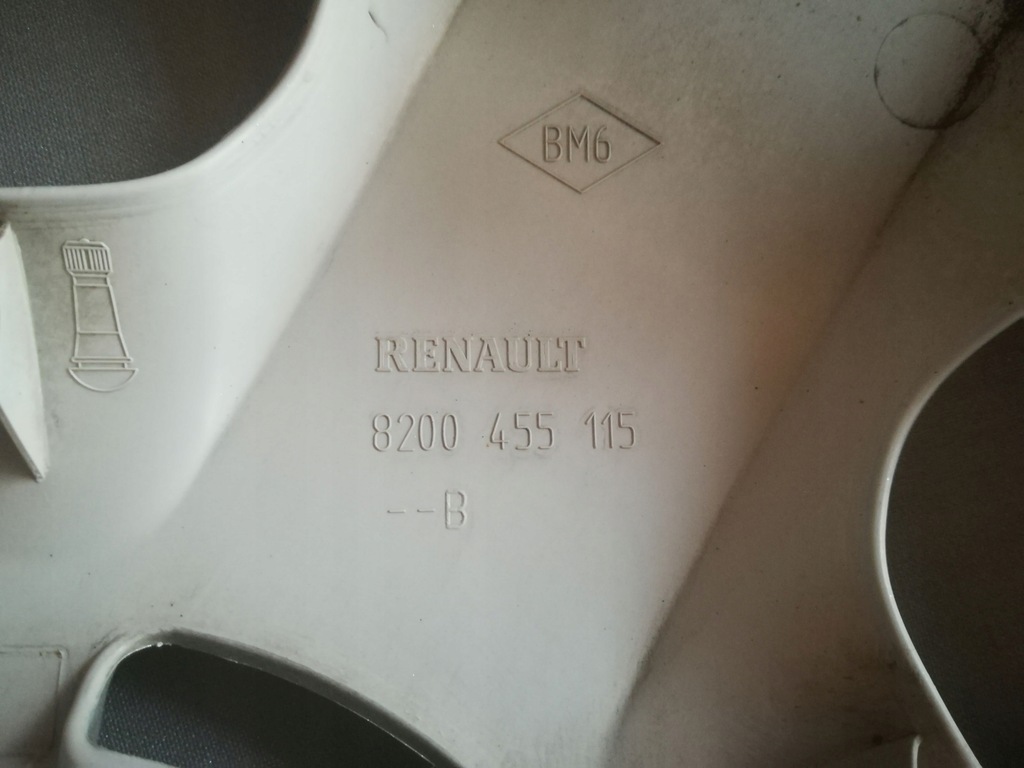 BM6
RENAULT
8200 455 115
--B